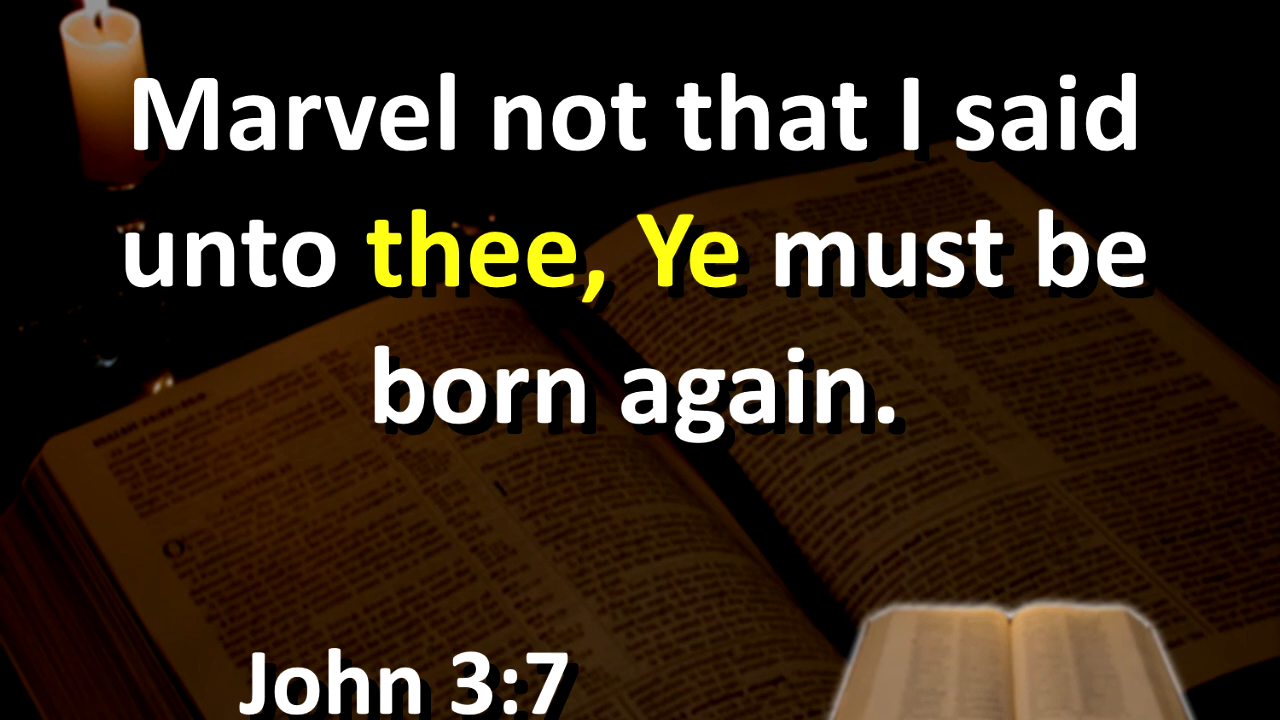 Marvel not that I said
unto thee, Ye must be
born again.
John 3:7